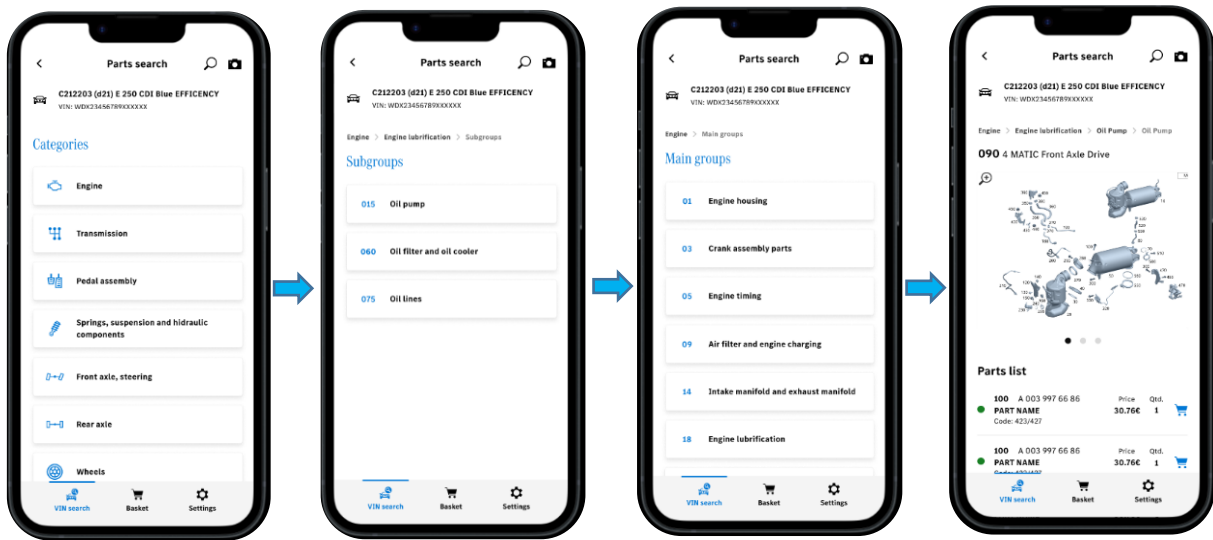 Parts search
C212203 (d21) E 250 CDI Blue EFFICENCY
VIN: WDX23456789XXXXXX
Categories
Engine
Transmission
Pedal assembly
Springs, suspension and hidraulic
components
Front axle, steering
Rear axle
Wheels
VIN search Basket Settings
Parts search
C212203 (d21) E 250 CDI Blue EFFICENCY
VIN: WDX23456789XXXXXX
Engine > Engine lubrification > Subgroups
Subgroups
015 Oil pump
060 Oil filter and oil cooler
075 Oil lines
VIN search Basket Settings
Parts search
C212203 (d21) E 250 CDI Blue EFFICENCY
VIN: WDX23456789XXXXXX
Engine > Main groups
Main groups
01 Engine housing
03 Crank assembly parts
05 Engine timing
09 Air filter and engine charging
14 Intake manifold and exhaust manifold
18 Engine lubrification
VIN search Basket Settings
Parts search
C212203 (d21) E 250 CDI Blue EFFICENCY
VIN: WDX23456789XXXXXX
Engine > Engine lubrification > Oil Pump > Oil Pump
090 4 MATIC Front Axle Drive
Parts list
100 A 003 997 66 86 Price Qtd.
PART NAME 30.76€ 1
Code: 423/427
100 A 003 997 66 86 Price Qtd.
PART NAME 30.76€ 1
Code: 423/427
VIN search Basket Settings